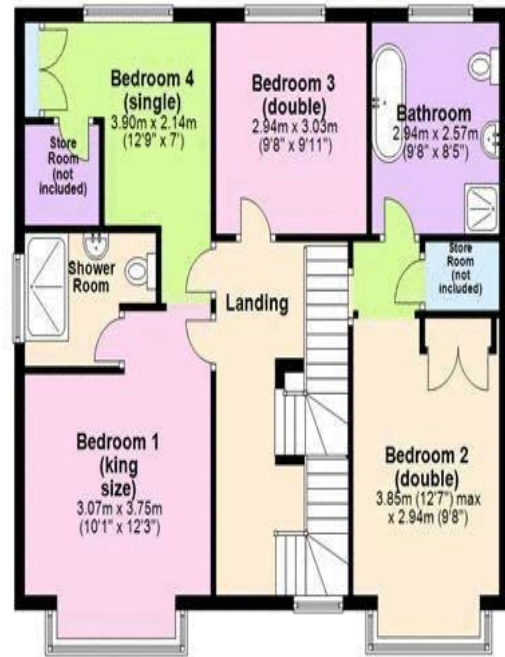 Bedroom 4
(single)
3.90m x 2.14m
(12'9" x 7')
Bedroom 3
(double)
2.94m x 3.03m
(9'8" x 9'11")
Bathroom
2.94m x 2.57m
(9'8" x 8'5")
Store
Room
(not
included)
Shower
Room
Landing
Store
Room
(not
included)
Bedroom 1
(king
size)
3.07m x 3.75m
(10'1" x 12'3")
Bedroom 2
(double)
3.85m (12'7") max
x 2.94m (9'8")